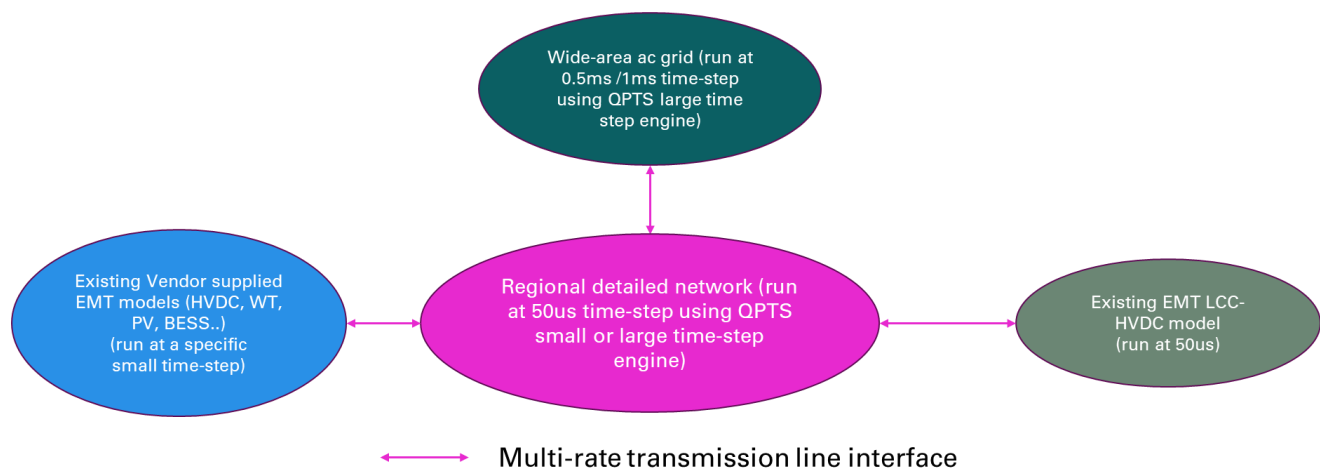 Wide-area ac grid (run at
0.5ms /1ms time-step
using QPTS large time
step engine)
Existing Vendor supplied
EMT models (HVDC, WT,
PV, BESS..)
(run at a specific
small time-step)
Regional detailed network (run
at 50us time-step using QPTS
small or large time-step
engine)
Existing EMT LCC-
HVDC model
(run at 50us)
Multi-rate transmission line interface